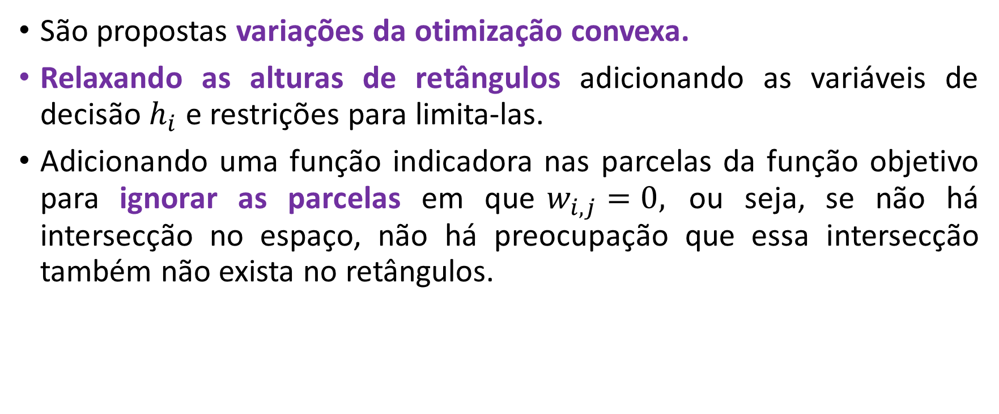 • São propostas variações da otimização convexa.
• Relaxando as alturas de retângulos adicionando as variáveis de
decisão h_i e restrições para limita-las.
• Adicionando uma função indicadora nas parcelas da função objetivo
para ignorar as parcelas em que w_{i,j} = 0, ou seja, se não há
intersecção no espaço, não há preocupação que essa intersecção
também não exista no retângulos.